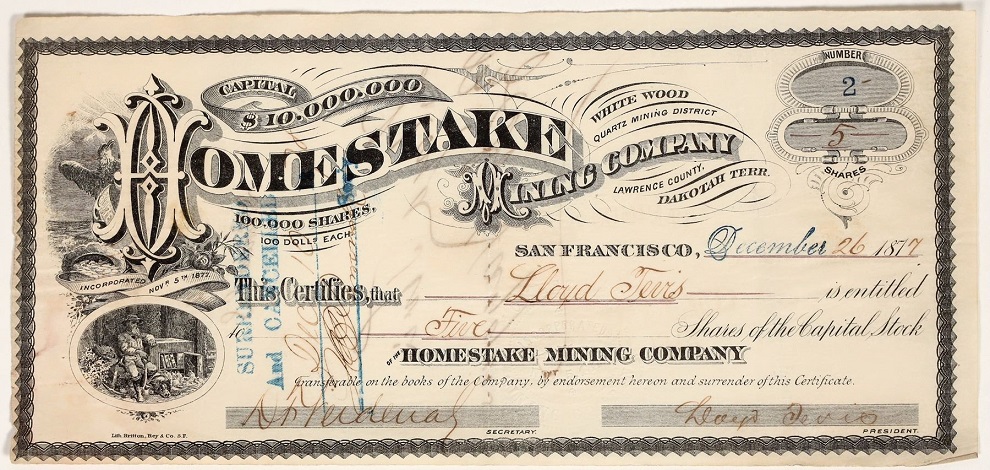 NUMBER
2
5
SHARES
CAPITAL
$10.000.000
HOMESTAKE
MINING COMPANY
WHITE WOOD
QUARTZ MINING DISTRICT
LAWRENCE COUNTY,
DAKOTAH TERR.
100.000 SHARES,
100 DOLLS EACH
INCORPORATED NOVR 5TH 1877.
SAN FRANCISCO, December 26 1877
This Certifies, that Lloyd Tevis is entitled
to Five Shares of the Capital Stock
OF THE HOMESTAKE MINING COMPANY
Transferable on the books of the Company, by endorsement hereon and surrender of this Certificate.
SURRENDERED
And CANCELED
Lloyd Tevis
SECRETARY.
PRESIDENT.
Lith. Britton, Rey & Co. S.F.